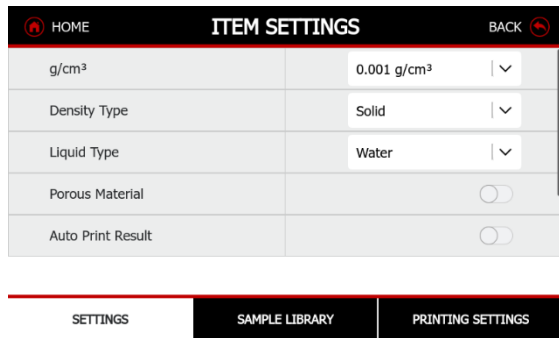 HOME ITEM SETTINGS BACK
g/cm³ 0.001 g/cm³
Density Type Solid
Liquid Type Water
Porous Material
Auto Print Result
SETTINGS SAMPLE LIBRARY PRINTING SETTINGS